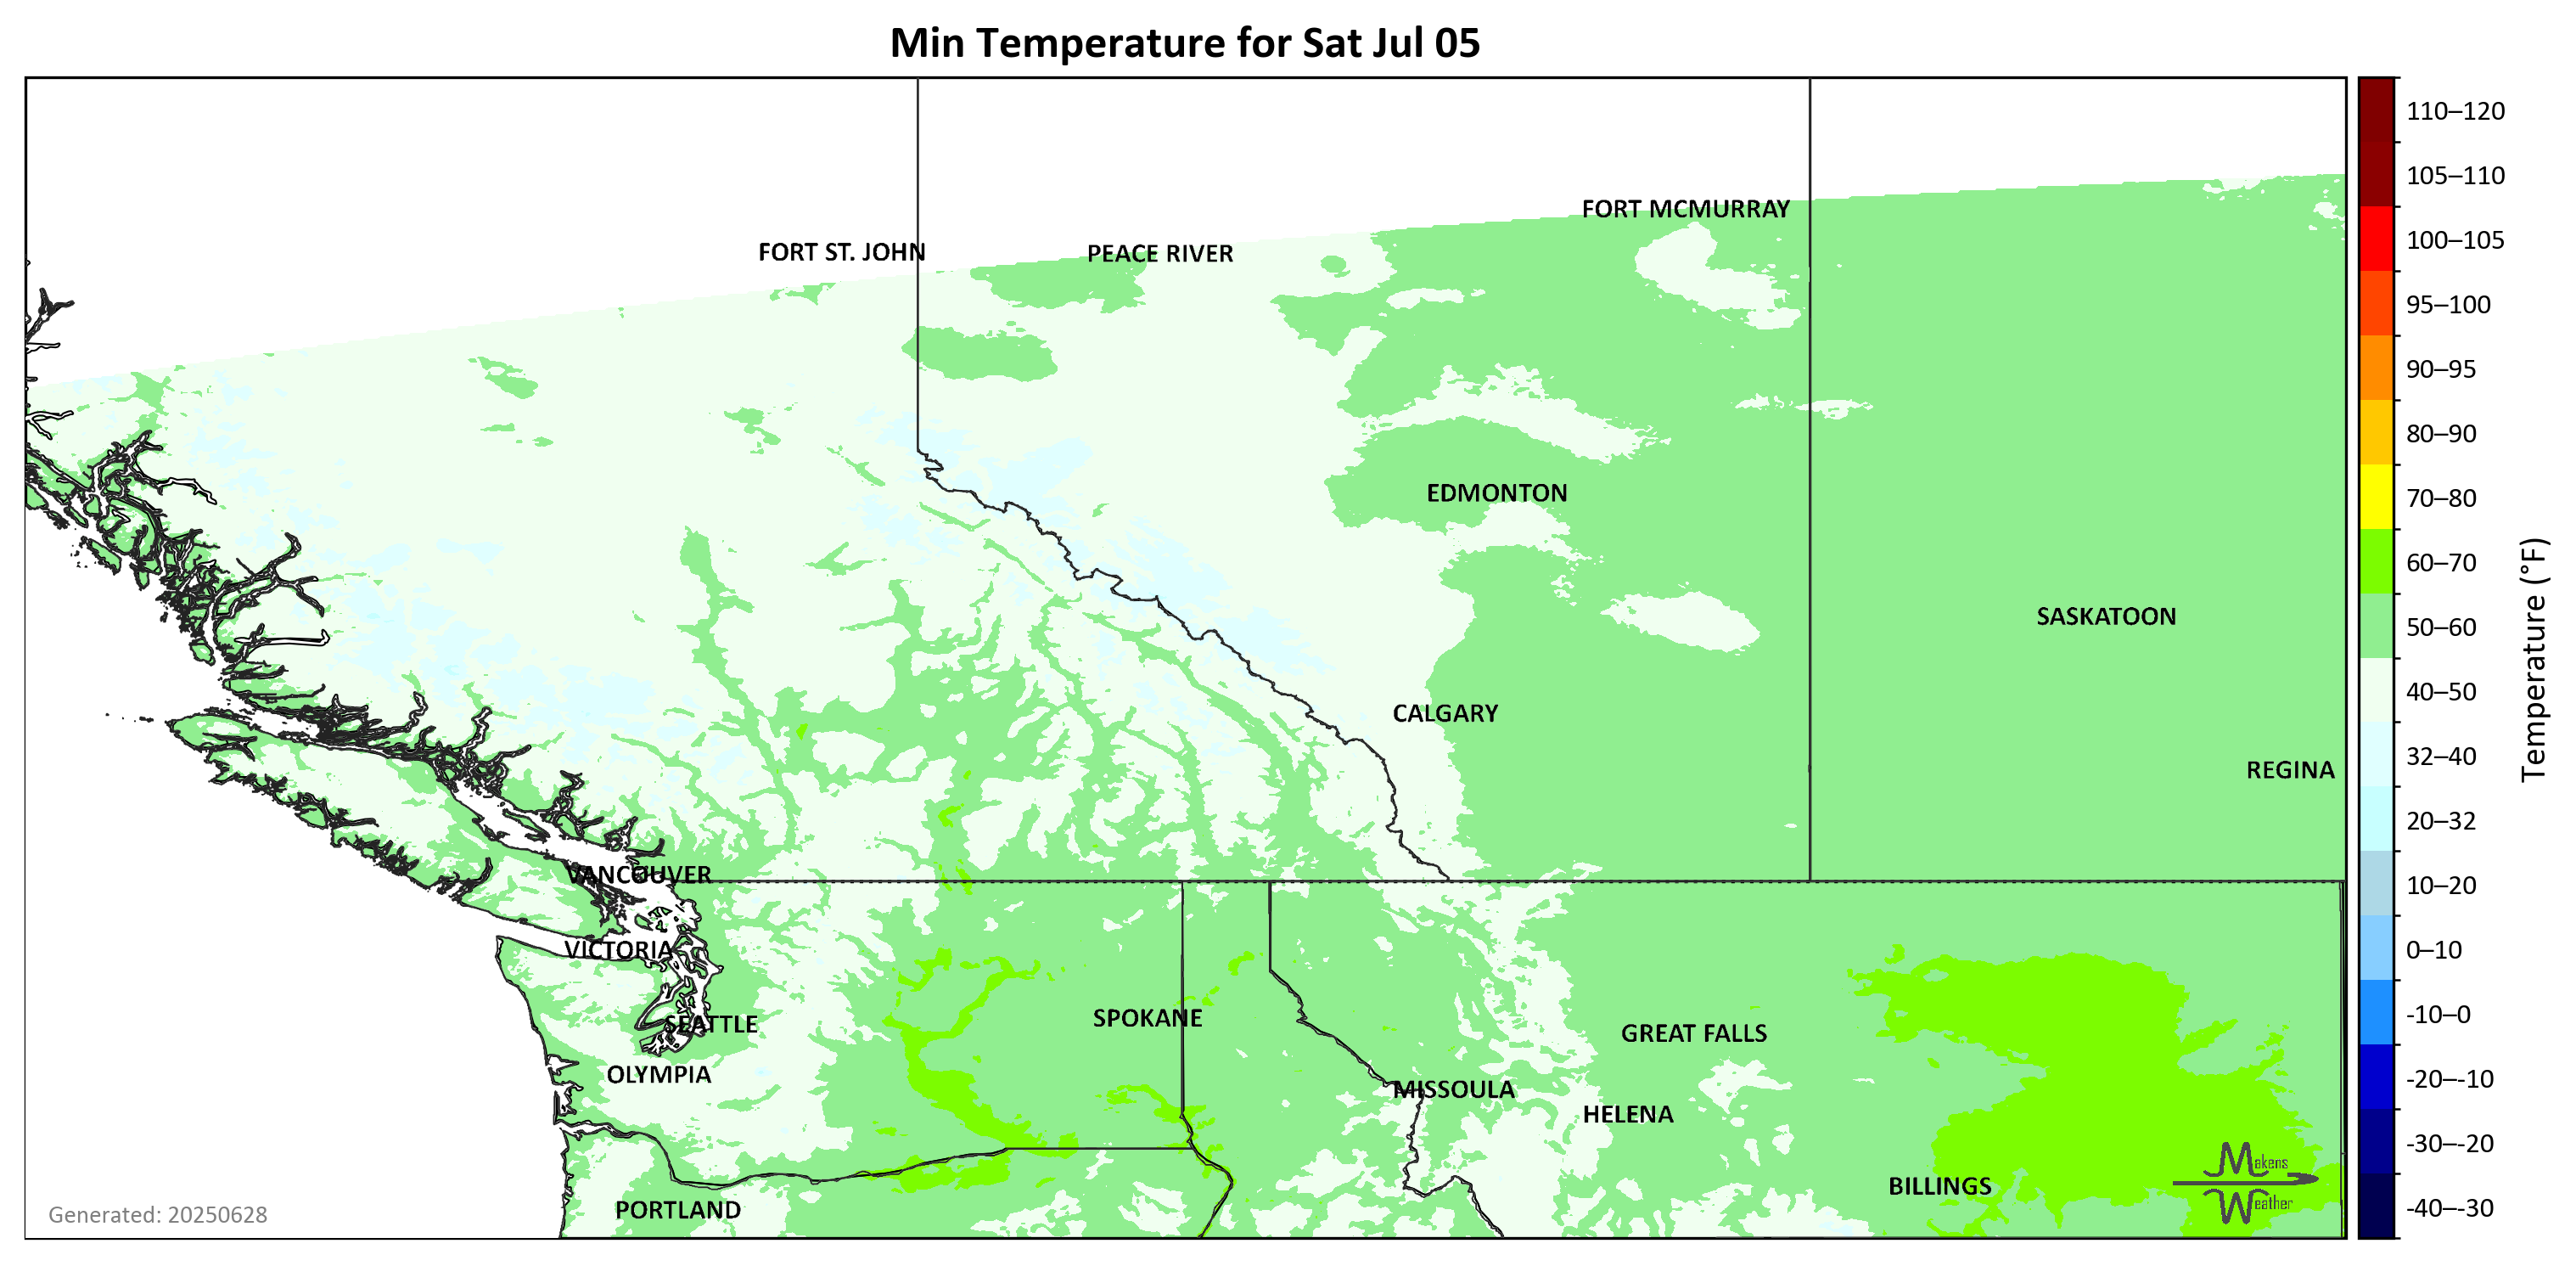 Min Temperature for Sat Jul 05
FORT MCMURRAY
FORT ST. JOHN
PEACE RIVER
EDMONTON
SASKATOON
CALGARY
REGINA
VANCOUVER
VICTORIA
SEATTLE
SPOKANE
GREAT FALLS
OLYMPIA
MISSOULA
HELENA
BILLINGS
PORTLAND
Makens
Weather
Generated: 20250628
110–120
105–110
100–105
95–100
90–95
80–90
70–80
60–70
50–60
40–50
32–40
20–32
10–20
0–10
-10–0
-20–-10
-30–-20
-40–-30
Temperature (°F)